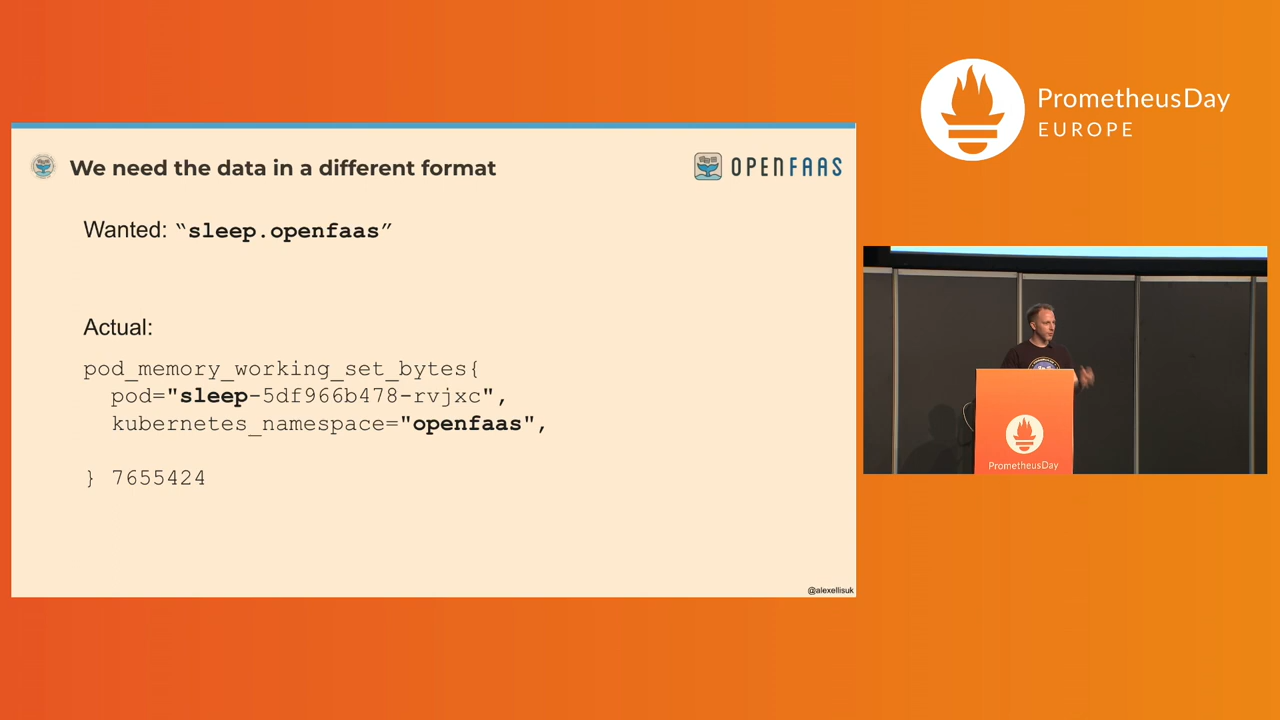 PrometheusDay
EUROPE
We need the data in a different format
OPENFAAS
Wanted: “sleep.openfaas”
Actual:
pod_memory_working_set_bytes{
pod="sleep-5df966b478-rvjxc",
kubernetes_namespace="openfaas",
} 7655424
@alexellisuk
PrometheusDay